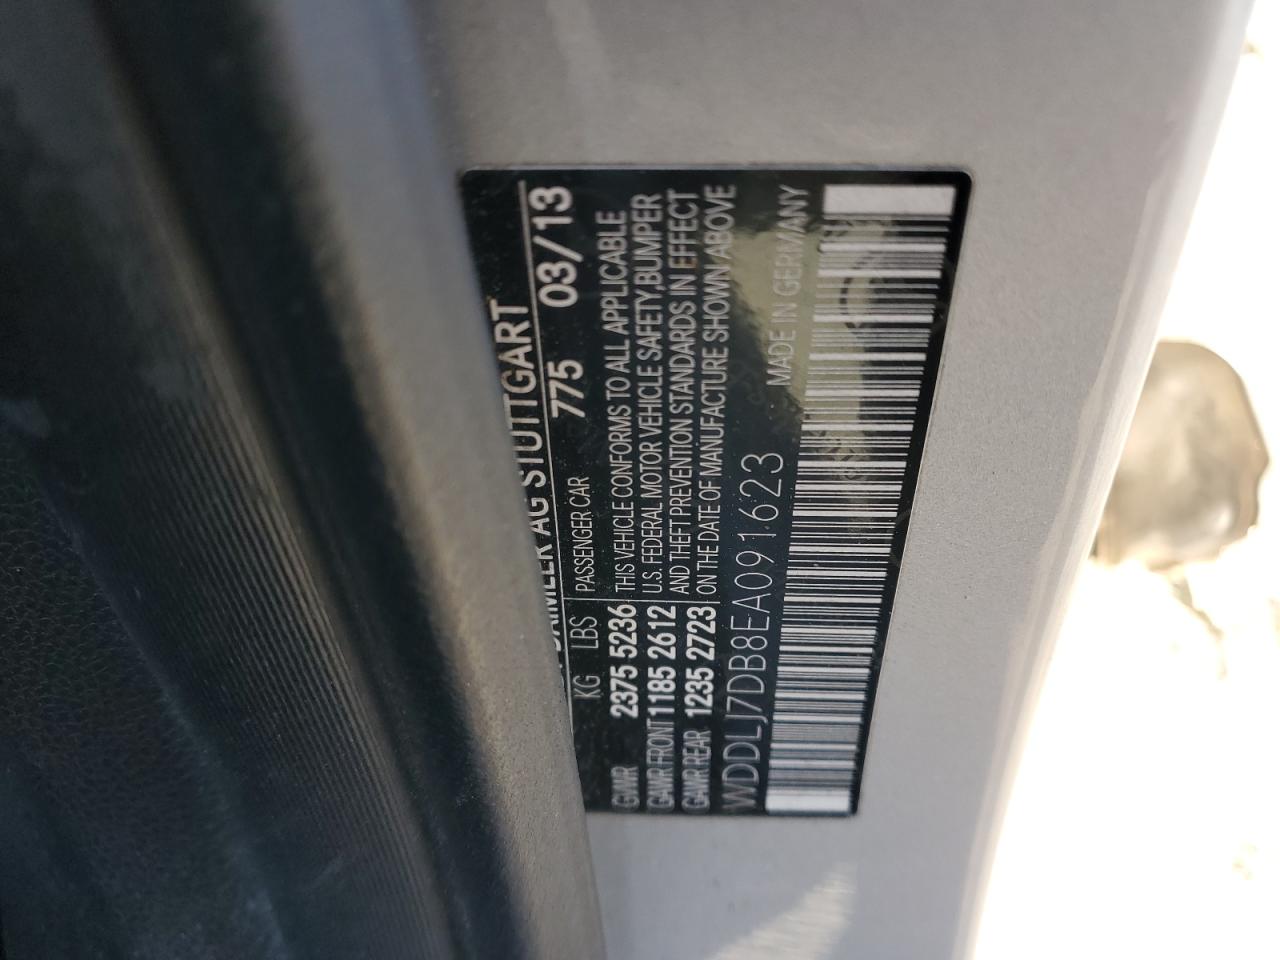 DAIMLER AG STUTTGART
775 03/13
KG LBS PASSENGER CAR
GVWR 2375 5236 THIS VEHICLE CONFORMS TO ALL APPLICABLE
GAWR FRONT 1185 2612 U.S. FEDERAL MOTOR VEHICLE SAFETY,BUMPER
GAWR REAR 1235 2723 AND THEFT PREVENTION STANDARDS IN EFFECT
ON THE DATE OF MANUFACTURE SHOWN ABOVE
WDDLJ7DB8EA091623 MADE IN GERMANY